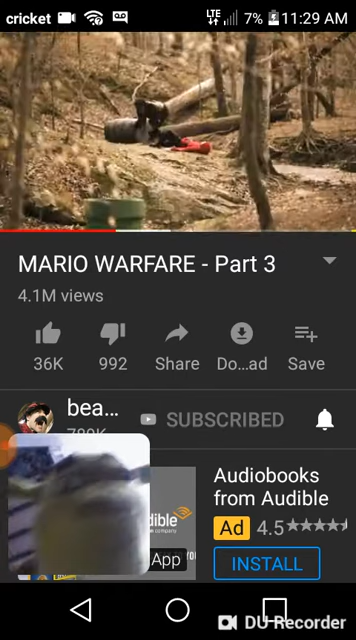 cricket LTE 7% 11:29 AM
MARIO WARFARE - Part 3
4.1M views
36K 992 Share Do...ad Save
bea... SUBSCRIBED
Audiobooks
from Audible
dible
Ad 4.5
App INSTALL
DU Recorder